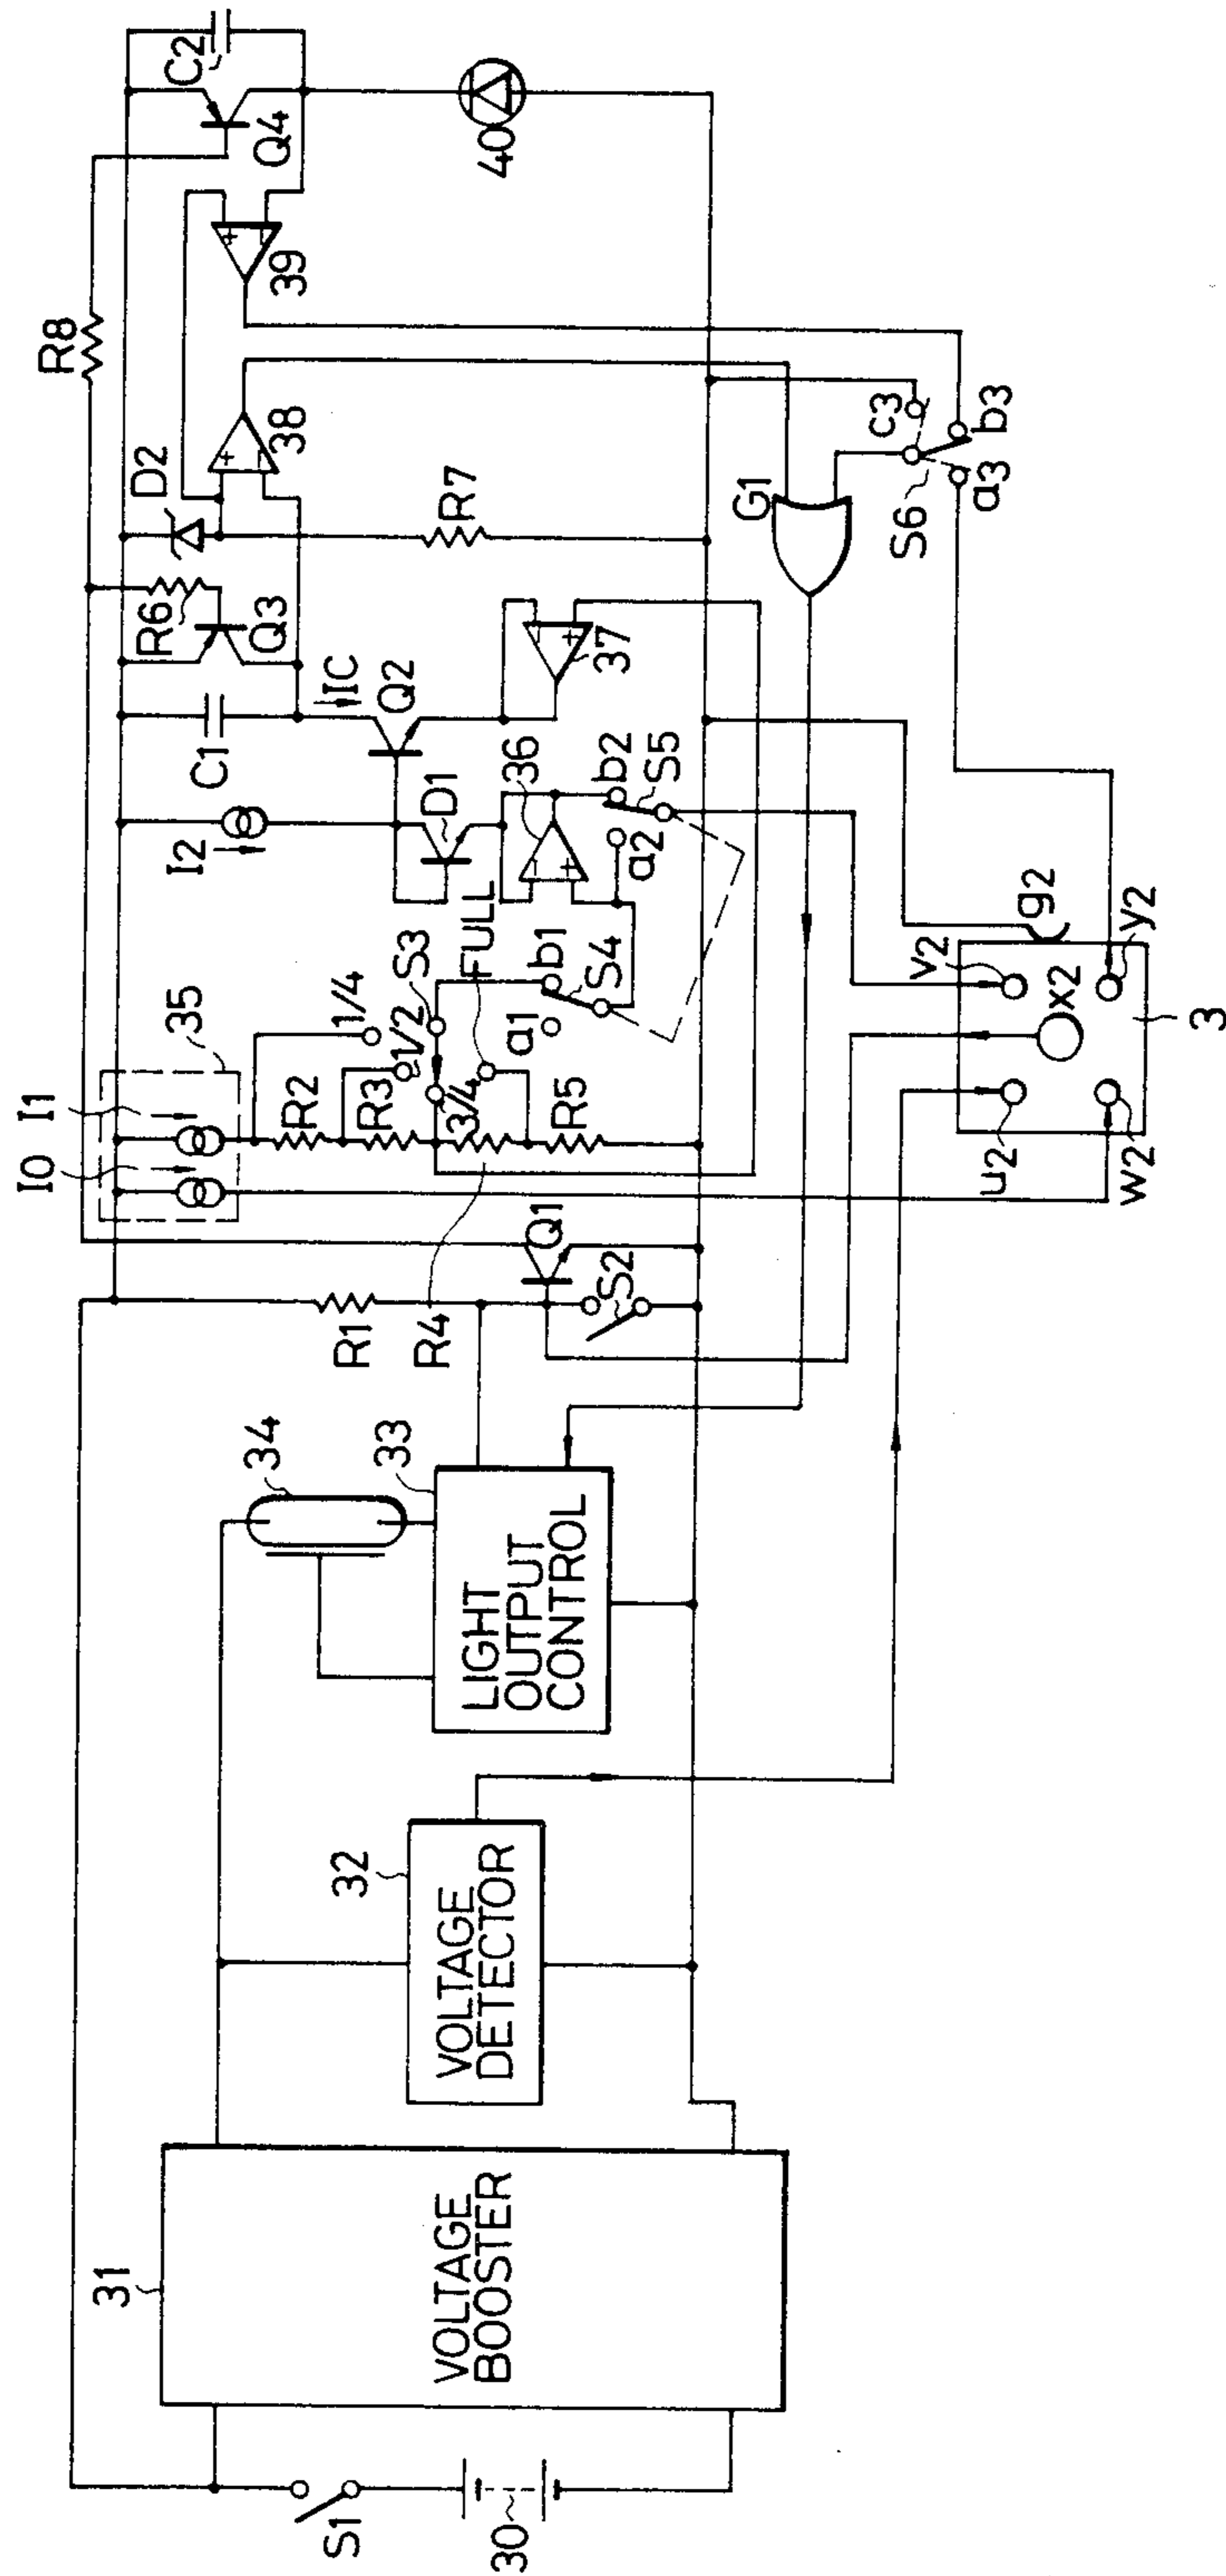 31
VOLTAGE
BOOSTER
S1
30
32
VOLTAGE
DETECTOR
34
33
LIGHT
OUTPUT
CONTROL
R1
R4
S2
Q1
I0
I1
35
R2
R3
3/4
R5
1/4
1/2
S3
FULL
a1
b1
S4
I2
D1
36
a2
b2
S5
C1
IC
Q2
37
R6
Q3
D2
38
R7
R8
39
Q4
C2
40
G1
S6
c3
b3
a3
u2
v2
x2
w2
y2
g2
3